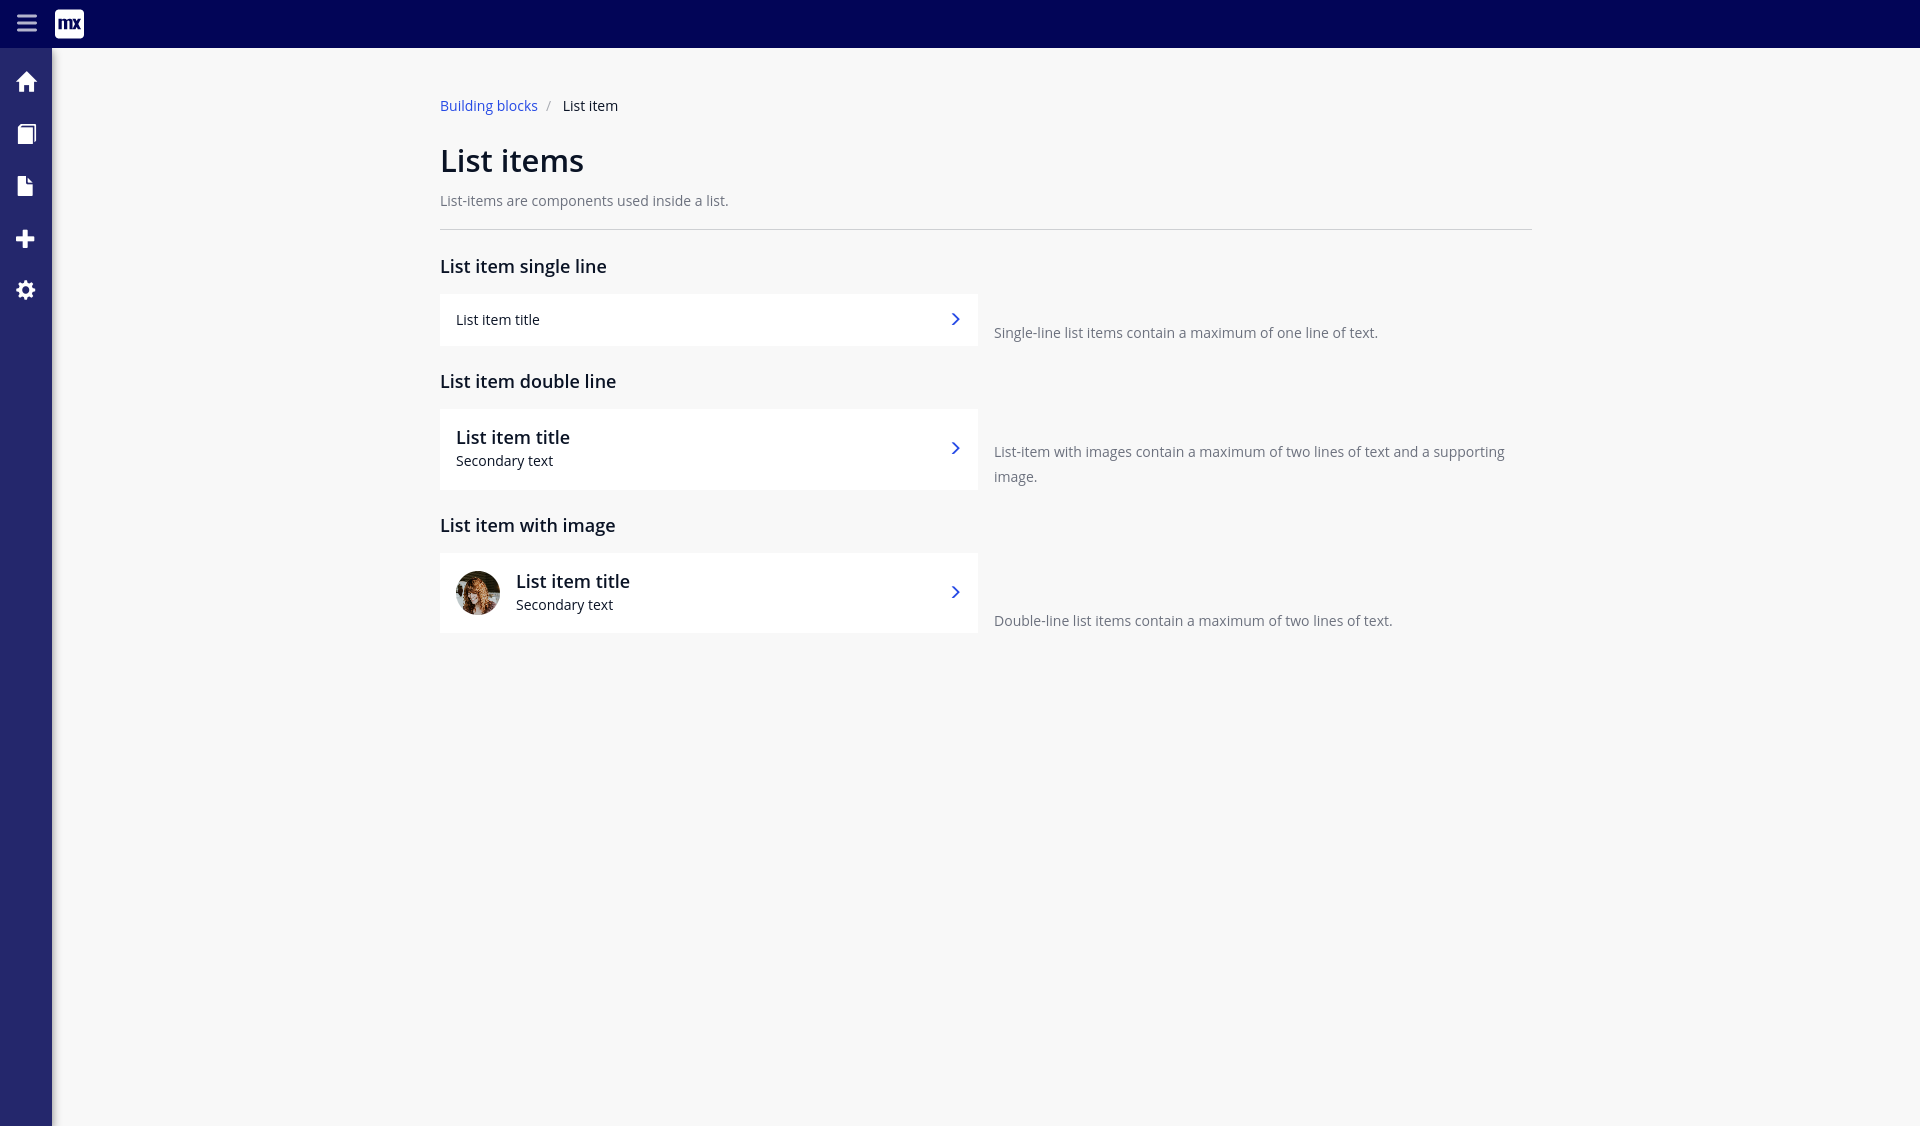 mx
Building blocks / List item
List items
List-items are components used inside a list.
List item single line
List item title
Single-line list items contain a maximum of one line of text.
List item double line
List item title
Secondary text
List-item with images contain a maximum of two lines of text and a supporting
image.
List item with image
List item title
Secondary text
Double-line list items contain a maximum of two lines of text.